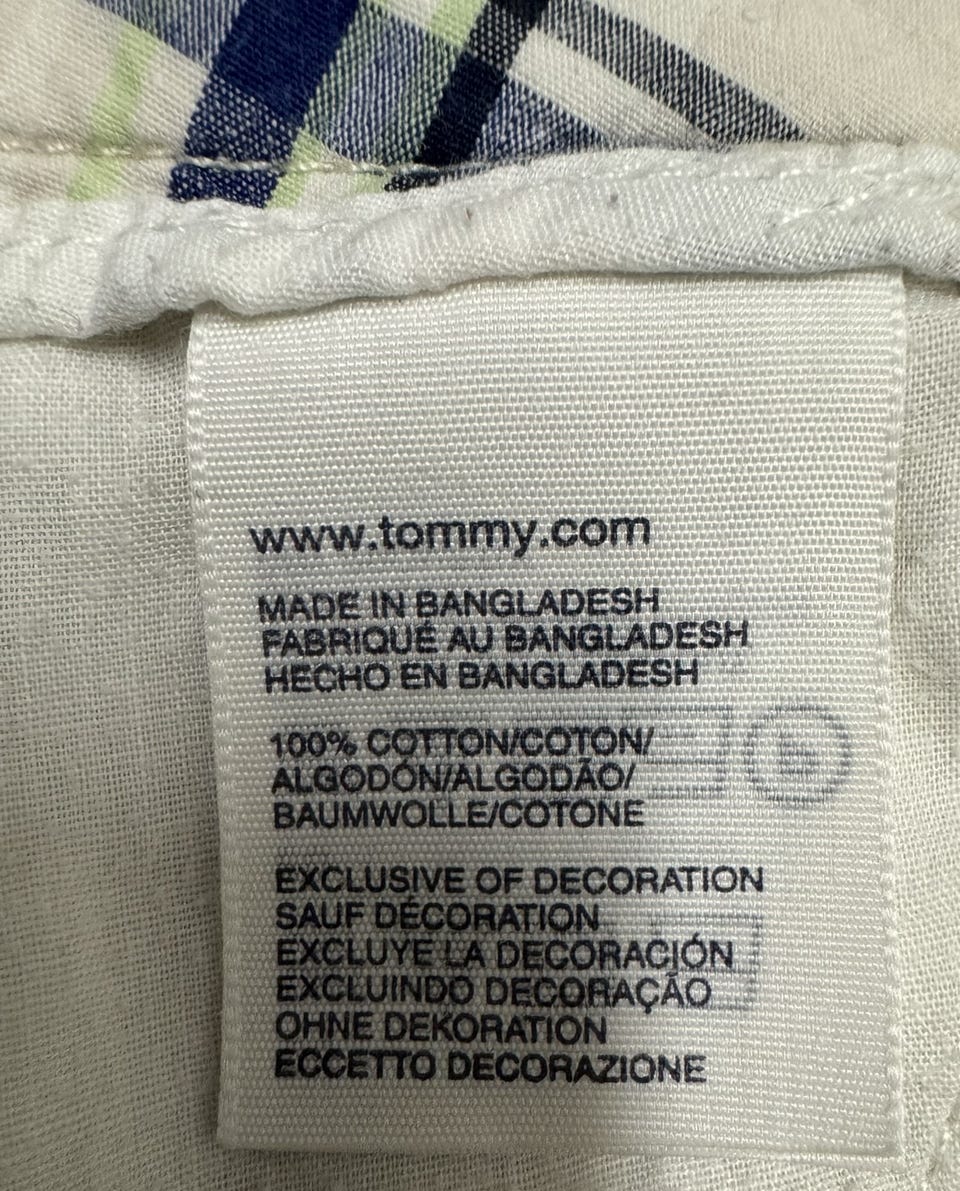 www.tommy.com
MADE IN BANGLADESH
FABRIQUÉ AU BANGLADESH
HECHO EN BANGLADESH
100% COTTON/COTON/
ALGODÓN/ALGODÃO/
BAUMWOLLE/COTONE
EXCLUSIVE OF DECORATION
SAUF DÉCORATION
EXCLUYE LA DECORACIÓN
EXCLUINDO DECORAÇÃO
OHNE DEKORATION
ECCETTO DECORAZIONE